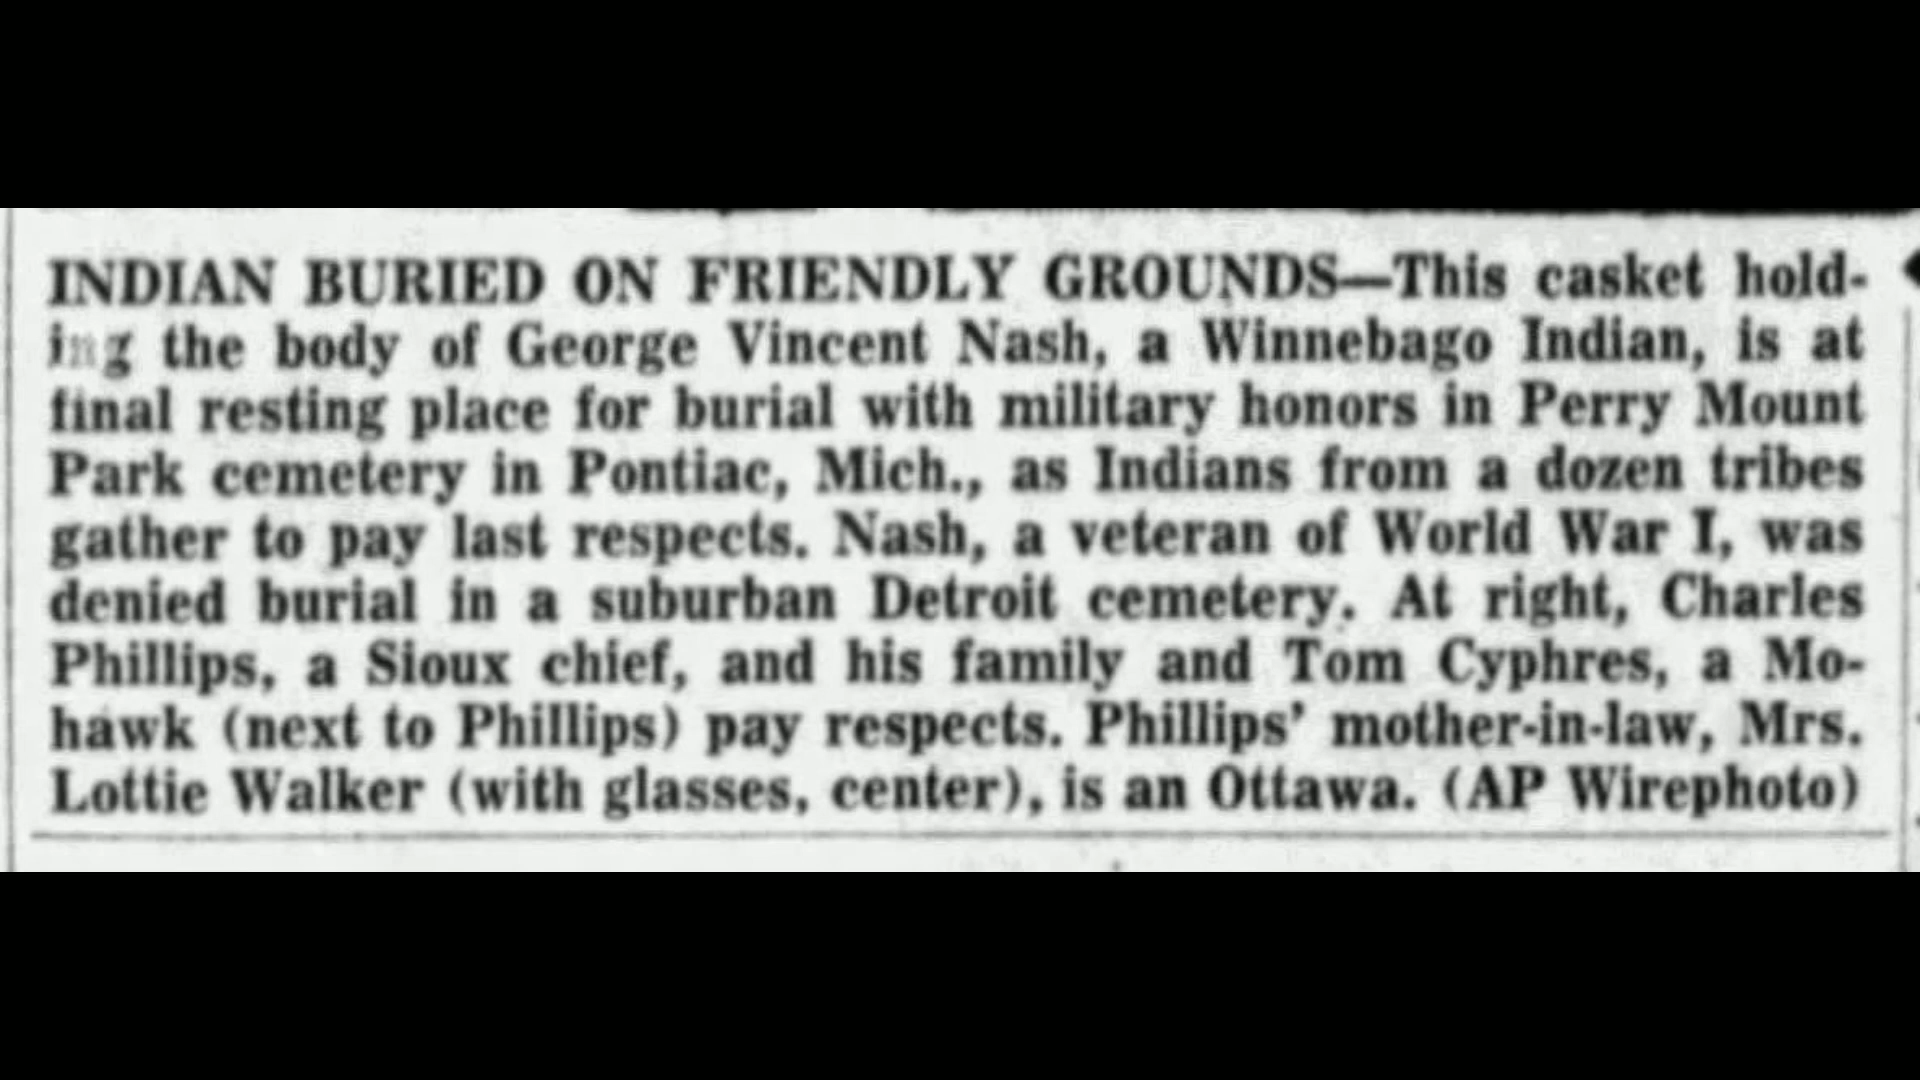 INDIAN BURIED ON FRIENDLY GROUNDS—This casket hold-
ing the body of George Vincent Nash, a Winnebago Indian, is at
final resting place for burial with military honors in Perry Mount
Park cemetery in Pontiac, Mich., as Indians from a dozen tribes
gather to pay last respects. Nash, a veteran of World War I, was
denied burial in a suburban Detroit cemetery. At right, Charles
Phillips, a Sioux chief, and his family and Tom Cyphres, a Mo-
hawk (next to Phillips) pay respects. Phillips’ mother-in-law, Mrs.
Lottie Walker (with glasses, center), is an Ottawa. (AP Wirephoto)